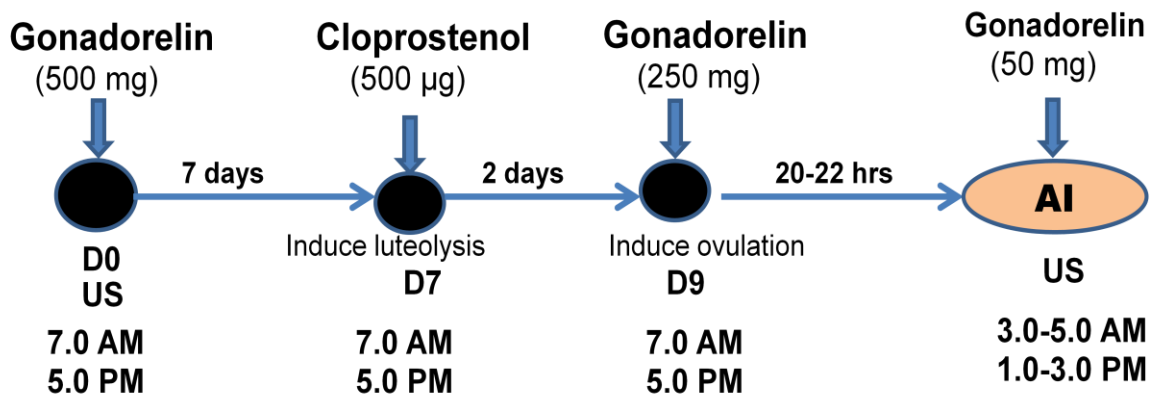 Gonadorelin
(500 mg)
Cloprostenol
(500 µg)
Gonadorelin
(250 mg)
Gonadorelin
(50 mg)
7 days
2 days
20-22 hrs
AI
Induce luteolysis
Induce ovulation
D0
US
D7
D9
US
7.0 AM
5.0 PM
7.0 AM
5.0 PM
7.0 AM
5.0 PM
3.0-5.0 AM
1.0-3.0 PM